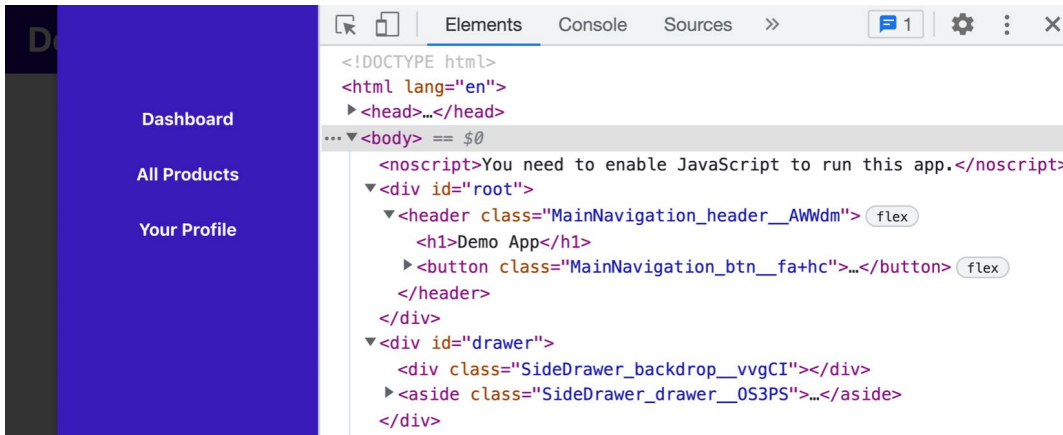 De
Dashboard
All Products
Your Profile
Elements Console Sources » 1
<!DOCTYPE html>
<html lang="en">
<head>…</head>
<body> == $0
<noscript>You need to enable JavaScript to run this app.</noscript>
<div id="root">
<header class="MainNavigation_header__AWWdm"> flex
<h1>Demo App</h1>
<button class="MainNavigation_btn__fa+hc">…</button> flex
</header>
</div>
<div id="drawer">
<div class="SideDrawer_backdrop__vvgCI"></div>
<aside class="SideDrawer_drawer__OS3PS">…</aside>
</div>